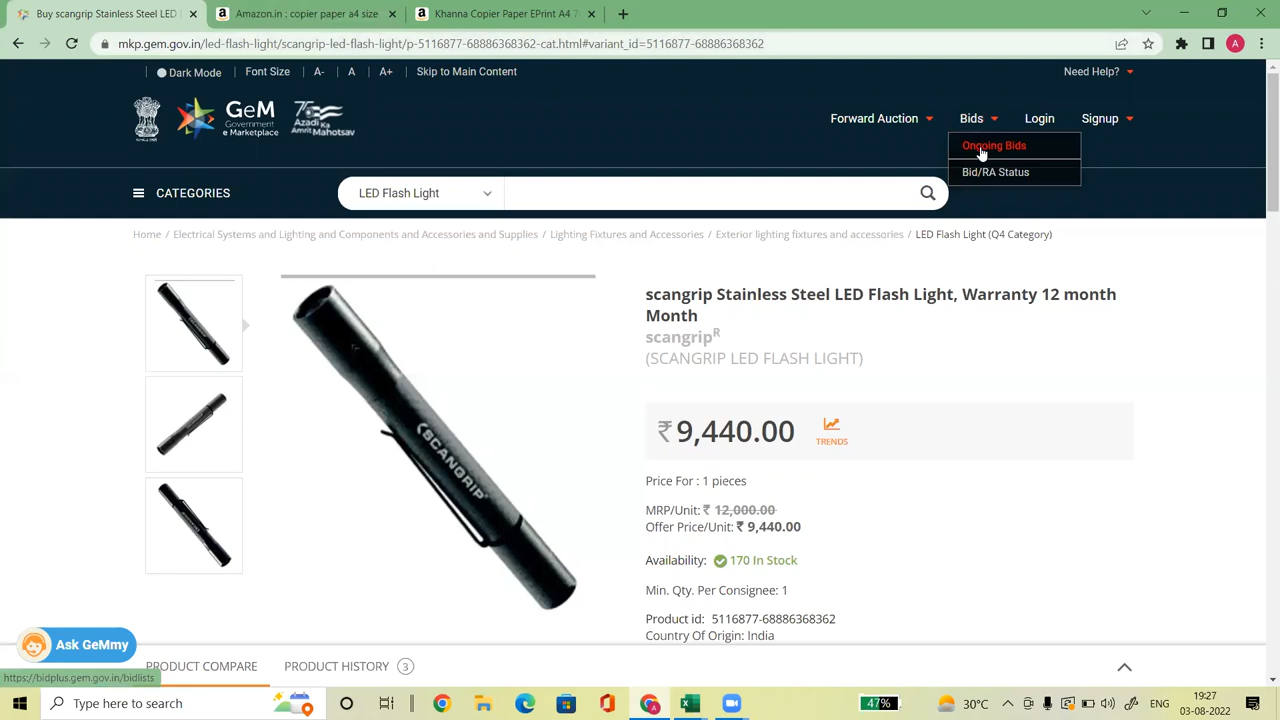 Buy scangrip Stainless Steel LED
Amazon.in : copier paper a4 size
Khanna Copier Paper EPrint A4 7
mkp.gem.gov.in/led-flash-light/scangrip-led-flash-light/p-5116877-68886368362-cat.html#variant_id=5116877-68886368362
A
Dark Mode
Font Size
A-
A
A+
Skip to Main Content
Need Help?
GeM
Government
e Marketplace
75
Azadi Ka
Amrit Mahotsav
Forward Auction
Bids
Login
Signup
Ongoing Bids
Bid/RA Status
CATEGORIES
LED Flash Light
Home / Electrical Systems and Lighting and Components and Accessories and Supplies / Lighting Fixtures and Accessories / Exterior lighting fixtures and accessories / LED Flash Light (Q4 Category)
scangrip Stainless Steel LED Flash Light, Warranty 12 month
Month
scangripR
(SCANGRIP LED FLASH LIGHT)
SCANGRIP
₹9,440.00
TRENDS
Price For : 1 pieces
MRP/Unit: ₹ 12,000.00
Offer Price/Unit: ₹ 9,440.00
Availability: 170 In Stock
Min. Qty. Per Consignee: 1
Product id: 5116877-68886368362
Country Of Origin: India
Ask GeMmy
PRODUCT COMPARE
PRODUCT HISTORY 3
https://bidplus.gem.gov.in/bidlists
Type here to search
47%
30°C
19:27
03-08-2022